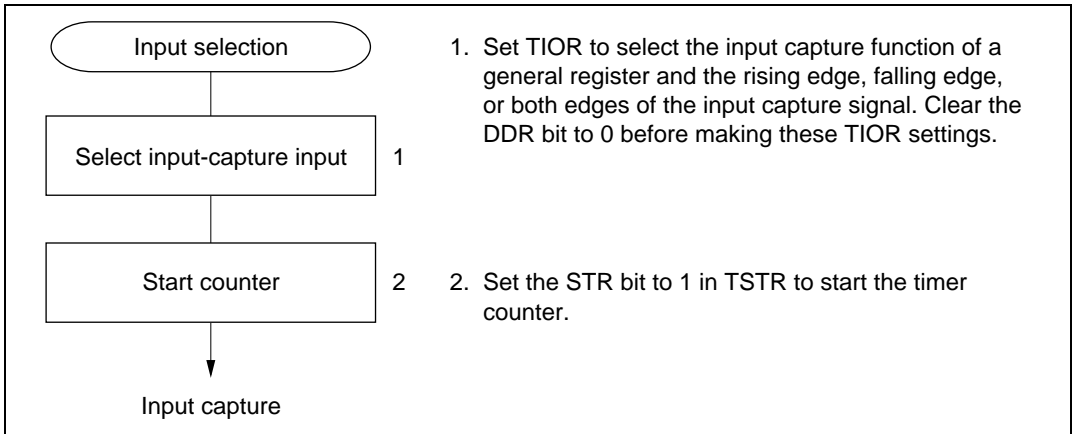 Input selection
Select input-capture input
1
Start counter
2
Input capture
1. Set TIOR to select the input capture function of a
general register and the rising edge, falling edge,
or both edges of the input capture signal. Clear the
DDR bit to 0 before making these TIOR settings.
2. Set the STR bit to 1 in TSTR to start the timer
counter.